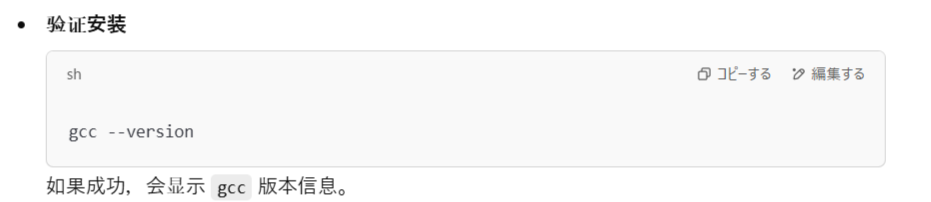 验证安装
sh コピーする 編集する
gcc --version
如果成功，会显示 gcc 版本信息。